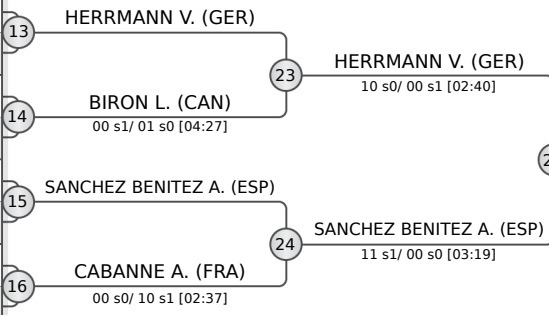 HERRMANN V. (GER)
13
23
HERRMANN V. (GER)
10 s0/ 00 s1 [02:40]
BIRON L. (CAN)
14
00 s1/ 01 s0 [04:27]
SANCHEZ BENITEZ A. (ESP)
15
24
SANCHEZ BENITEZ A. (ESP)
11 s1/ 00 s0 [03:19]
CABANNE A. (FRA)
16
00 s0/ 10 s1 [02:37]